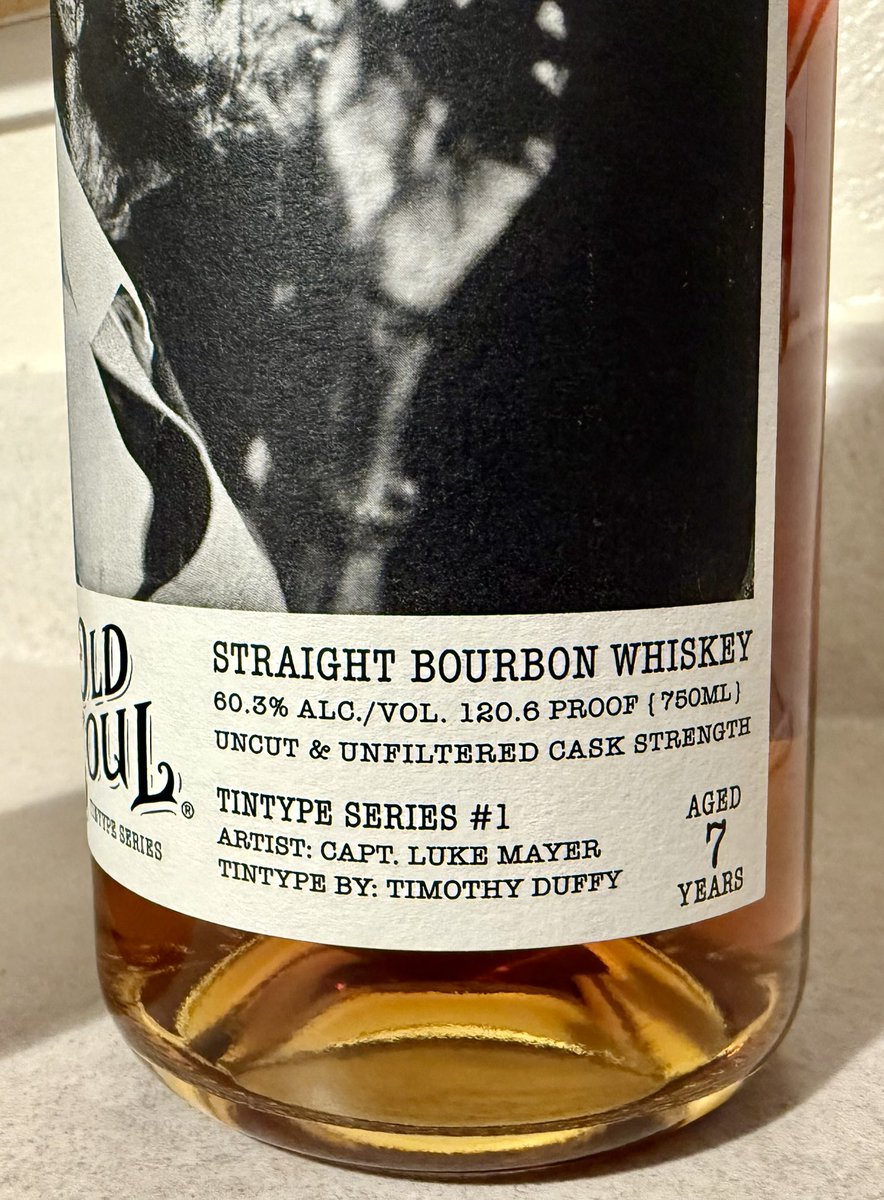 OLD
SOUL®
TINTYPE SERIES
STRAIGHT BOURBON WHISKEY
60.3% ALC./VOL. 120.6 PROOF {750ML}
UNCUT & UNFILTERED CASK STRENGTH
TINTYPE SERIES #1
ARTIST: CAPT. LUKE MAYER
TINTYPE BY: TIMOTHY DUFFY
AGED
7
YEARS